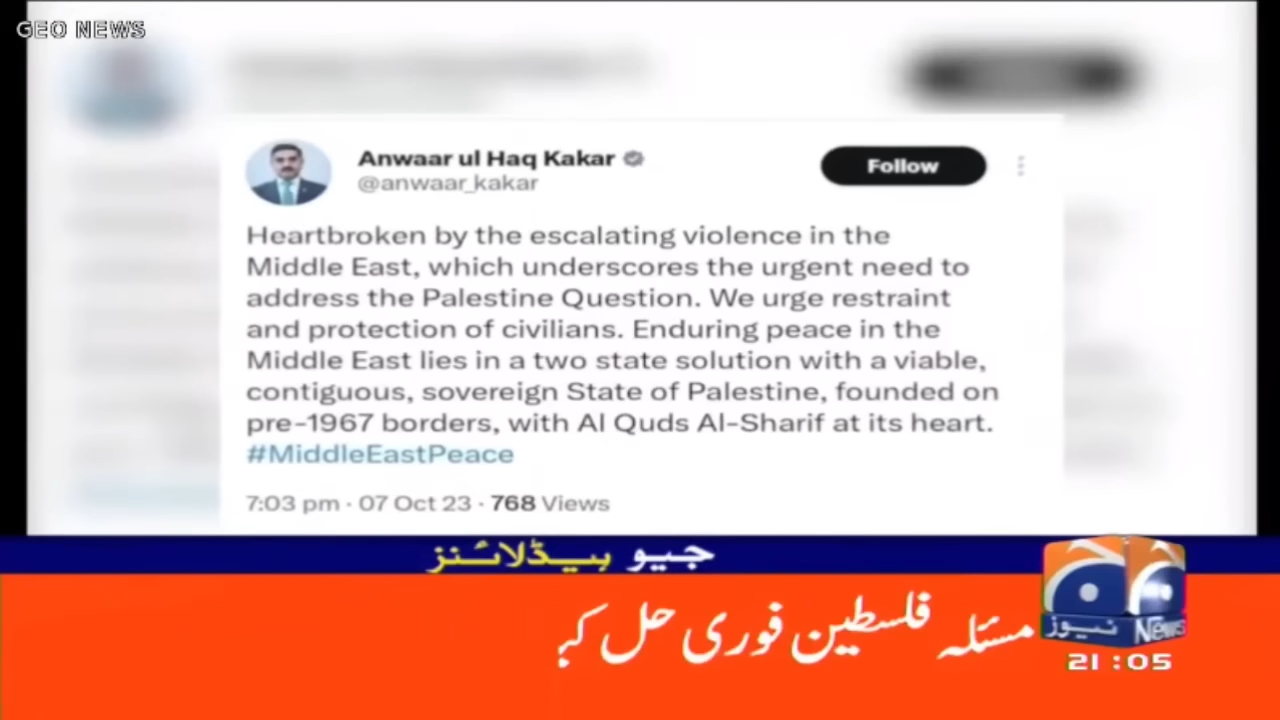 GEO NEWS
Anwaar ul Haq Kakar
Follow
@anwaar_kakar
Heartbroken by the escalating violence in the
Middle East, which underscores the urgent need to
address the Palestine Question. We urge restraint
and protection of civilians. Enduring peace in the
Middle East lies in a two state solution with a viable,
contiguous, sovereign State of Palestine, founded on
pre-1967 borders, with Al Quds Al-Sharif at its heart.
#MiddleEastPeace
7:03 pm · 07 Oct 23 · 768 Views
جیو ہیڈلائنز
مسئلہ فلسطین فوری حل کر
نیوز News
21:05